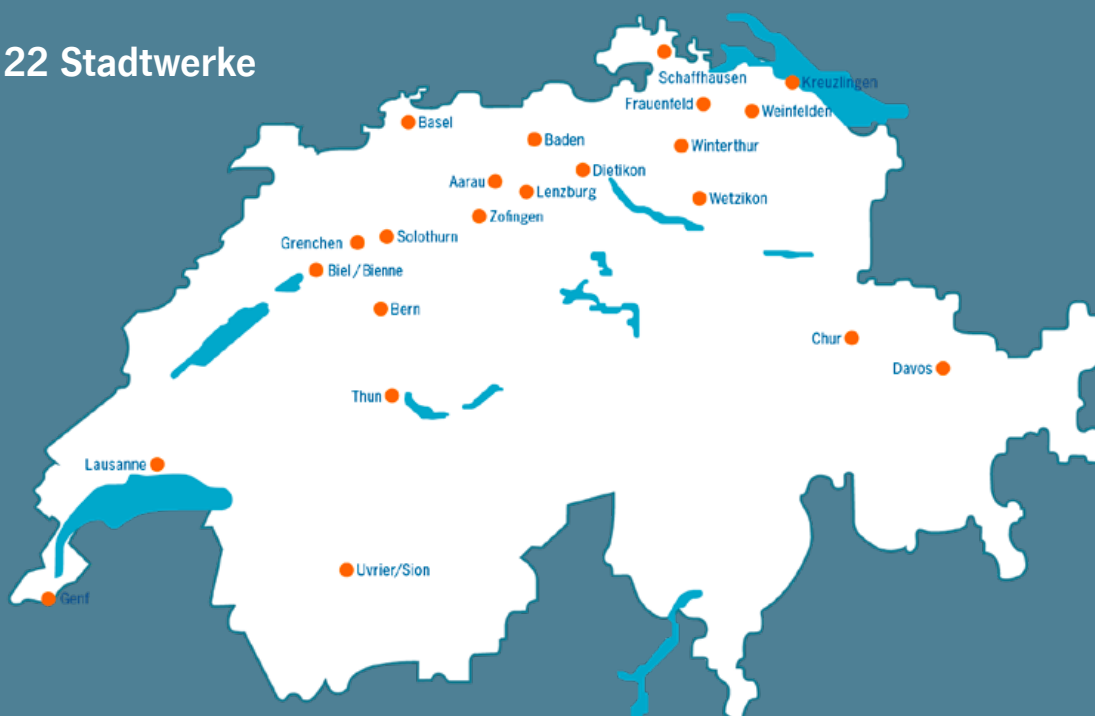 22 Stadtwerke
Schaffhausen
Kreuzlingen
Frauenfeld
Weinfelden
Basel
Baden
Winterthur
Dietikon
Aarau
Lenzburg
Wetzikon
Zofingen
Solothurn
Grenchen
Biel/Bienne
Bern
Chur
Davos
Thun
Lausanne
Uvrier/Sion
Genf